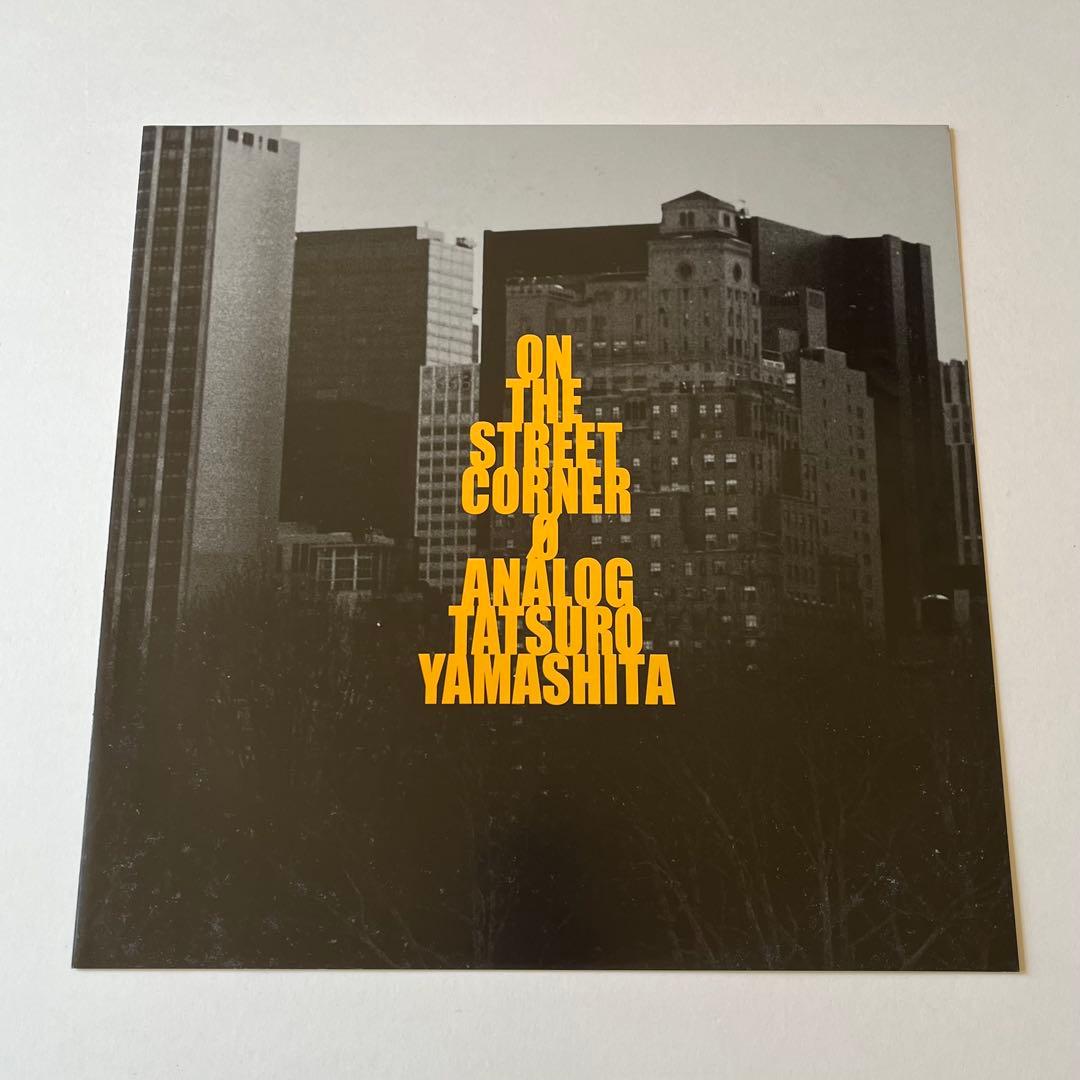 ON
THE
STREET
CORNER
Ø
ANALOG
TATSURO
YAMASHITA